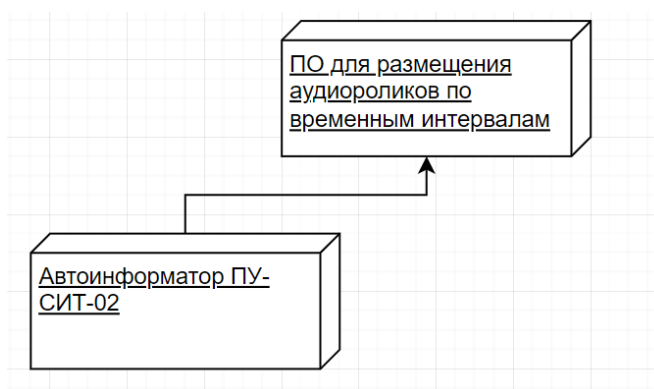 ПО для размещения
аудиороликов по
временным интервалам
Автоинформатор ПУ-
СИТ-02